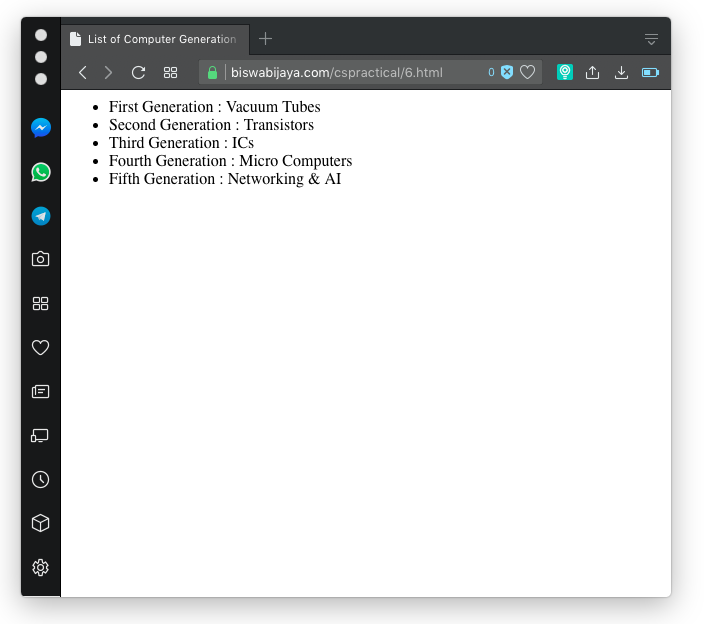 List of Computer Generation
biswabijaya.com/cspractical/6.html
0
• First Generation : Vacuum Tubes
• Second Generation : Transistors
• Third Generation : ICs
• Fourth Generation : Micro Computers
• Fifth Generation : Networking & AI